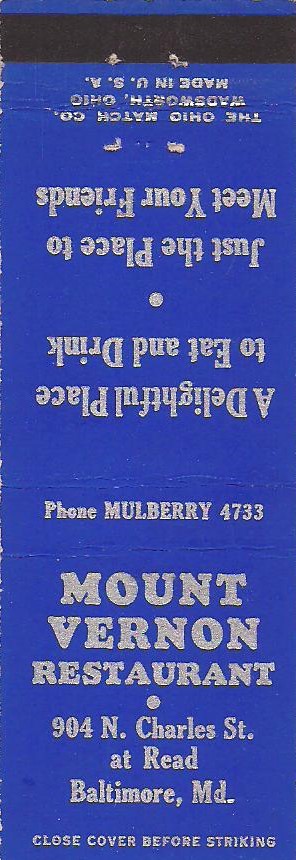 THE OHIO MATCH CO.
WADSWORTH, OHIO
MADE IN U. S. A.
A Delightful Place
to Eat and Drink
•
Just the Place to
Meet Your Friends
Phone MULBERRY 4733
MOUNT
VERNON
RESTAURANT
•
904 N. Charles St.
at Read
Baltimore, Md.
CLOSE COVER BEFORE STRIKING